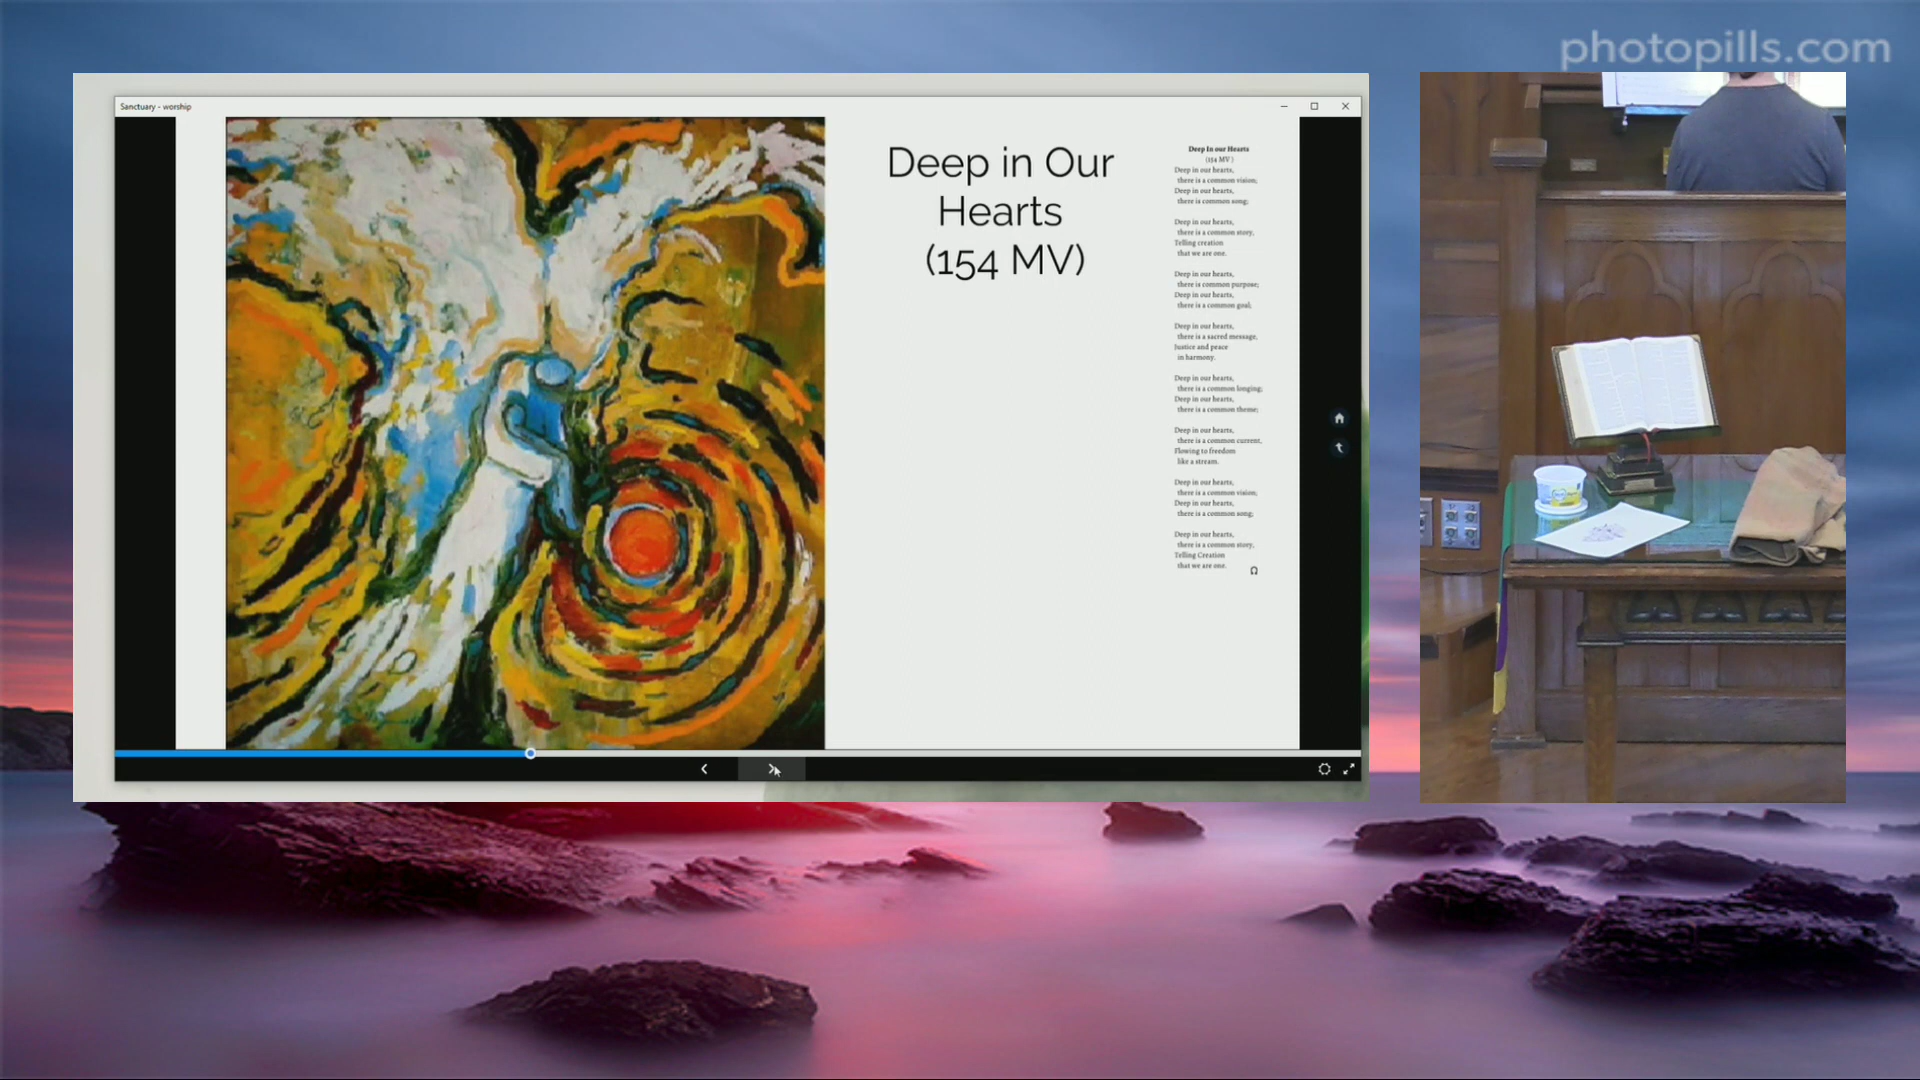 photopills.com
Sanctuary - worship
Deep in Our
Hearts
(154 MV)
Deep In our Hearts
(154 MV )
Deep in our hearts,
there is a common vision;
Deep in our hearts,
there is common song;
Deep in our hearts,
there is a common story,
Telling creation
that we are one.
Deep in our hearts,
there is common purpose;
Deep in our hearts,
there is a common goal;
Deep in our hearts,
there is a sacred message,
Justice and peace
in harmony.
Deep in our hearts,
there is a common longing;
Deep in our hearts,
there is a common theme;
Deep in our hearts,
there is a common current,
Flowing to freedom
like a stream.
Deep in our hearts,
there is a common vision;
Deep in our hearts,
there is a common song;
Deep in our hearts,
there is a common story,
Telling Creation
that we are one.